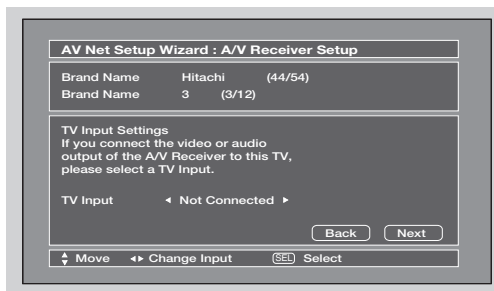 AV Net Setup Wizard : A/V Receiver Setup
Brand Name Hitachi (44/54)
Brand Name 3 (3/12)
TV Input Settings
If you connect the video or audio
output of the A/V Receiver to this TV,
please select a TV Input.
TV Input ◀ Not Connected ▶
Back Next
▲▼ Move ◀▶ Change Input SEL Select